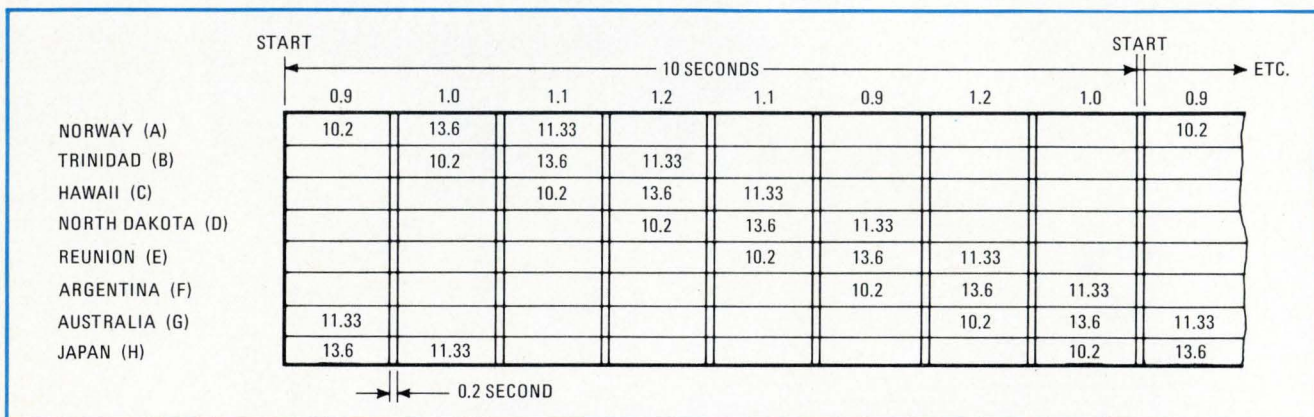 START START
10 SECONDS ETC.
0.9 1.0 1.1 1.2 1.1 0.9 1.2 1.0 0.9
NORWAY (A) 10.2 13.6 11.33 10.2
TRINIDAD (B) 10.2 13.6 11.33
HAWAII (C) 10.2 13.6 11.33
NORTH DAKOTA (D) 10.2 13.6 11.33
REUNION (E) 10.2 13.6 11.33
ARGENTINA (F) 10.2 13.6 11.33
AUSTRALIA (G) 11.33 10.2 13.6 11.33
JAPAN (H) 13.6 11.33 10.2 13.6
0.2 SECOND